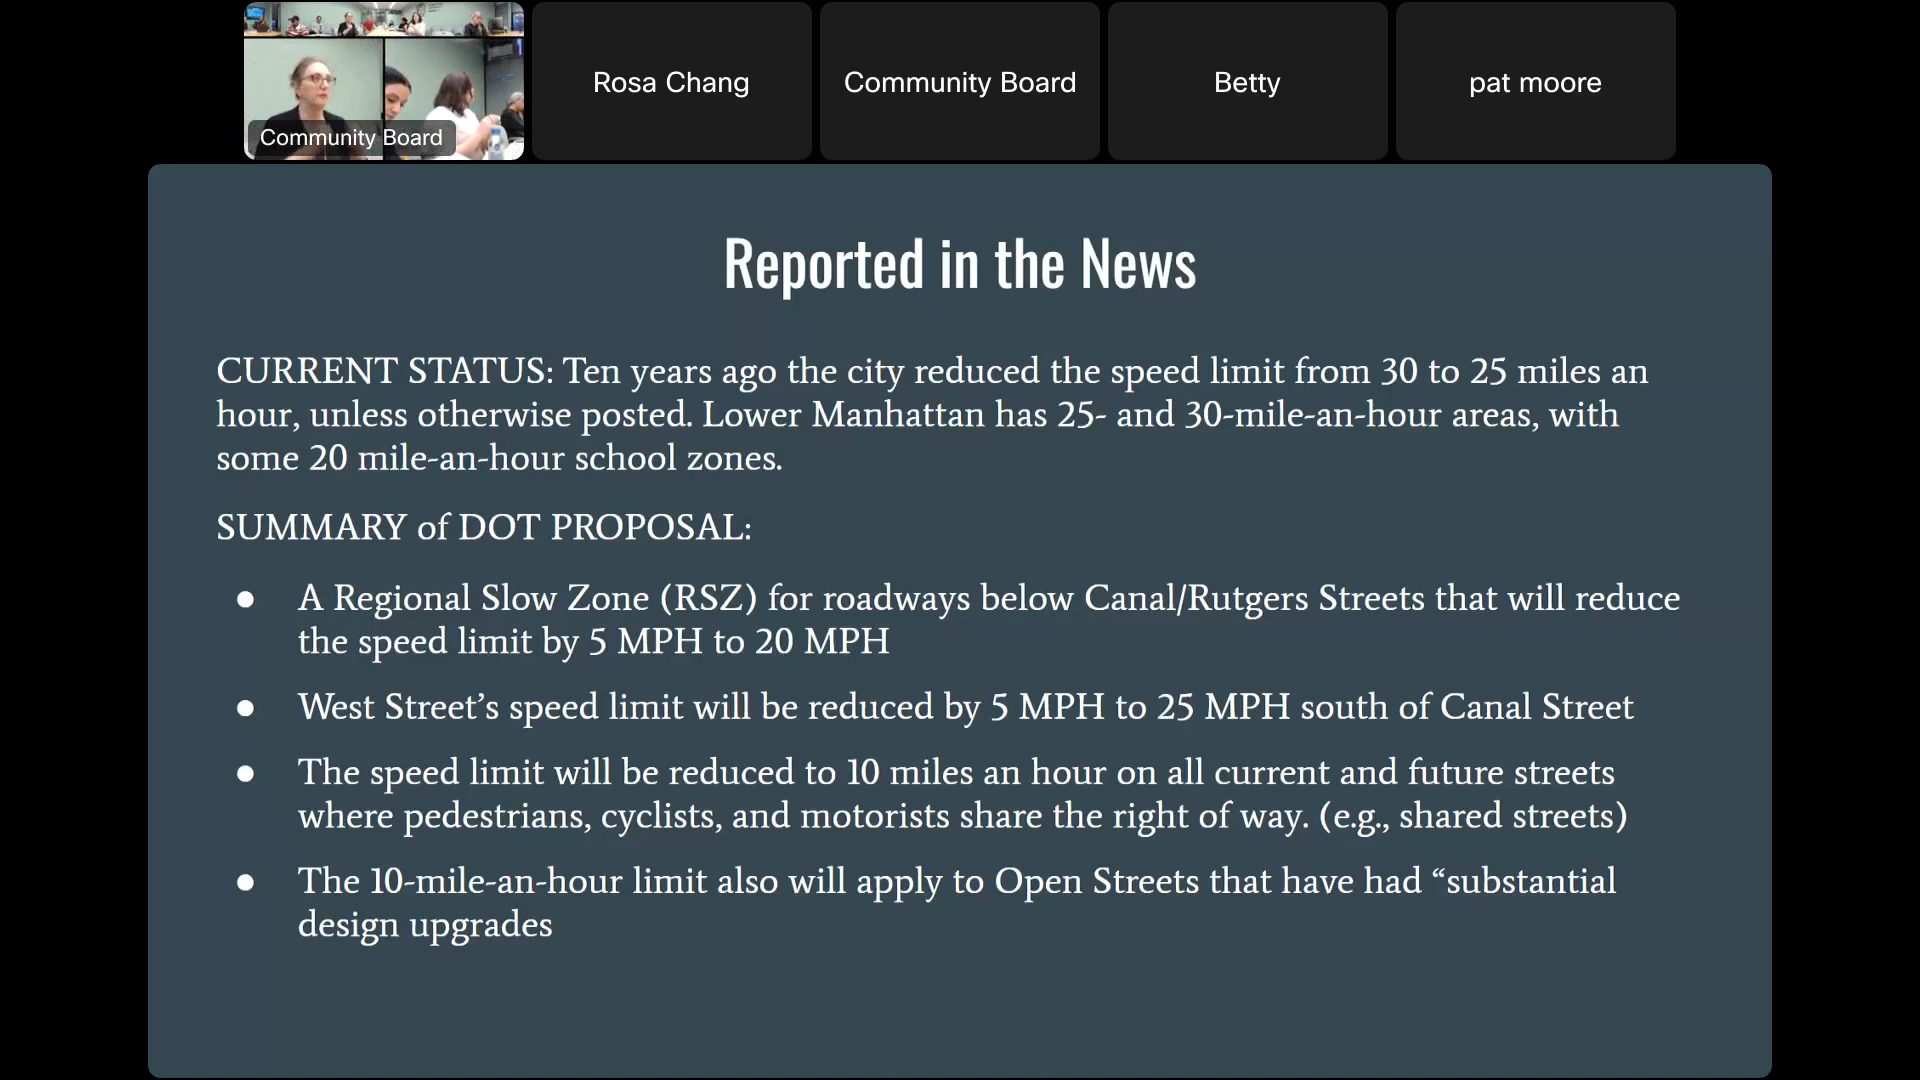 Community Board
Rosa Chang
Community Board
Betty
pat moore
Reported in the News
CURRENT STATUS: Ten years ago the city reduced the speed limit from 30 to 25 miles an
hour, unless otherwise posted. Lower Manhattan has 25- and 30-mile-an-hour areas, with
some 20 mile-an-hour school zones.
SUMMARY of DOT PROPOSAL:
● A Regional Slow Zone (RSZ) for roadways below Canal/Rutgers Streets that will reduce
the speed limit by 5 MPH to 20 MPH
● West Street’s speed limit will be reduced by 5 MPH to 25 MPH south of Canal Street
● The speed limit will be reduced to 10 miles an hour on all current and future streets
where pedestrians, cyclists, and motorists share the right of way. (e.g., shared streets)
● The 10-mile-an-hour limit also will apply to Open Streets that have had “substantial
design upgrades